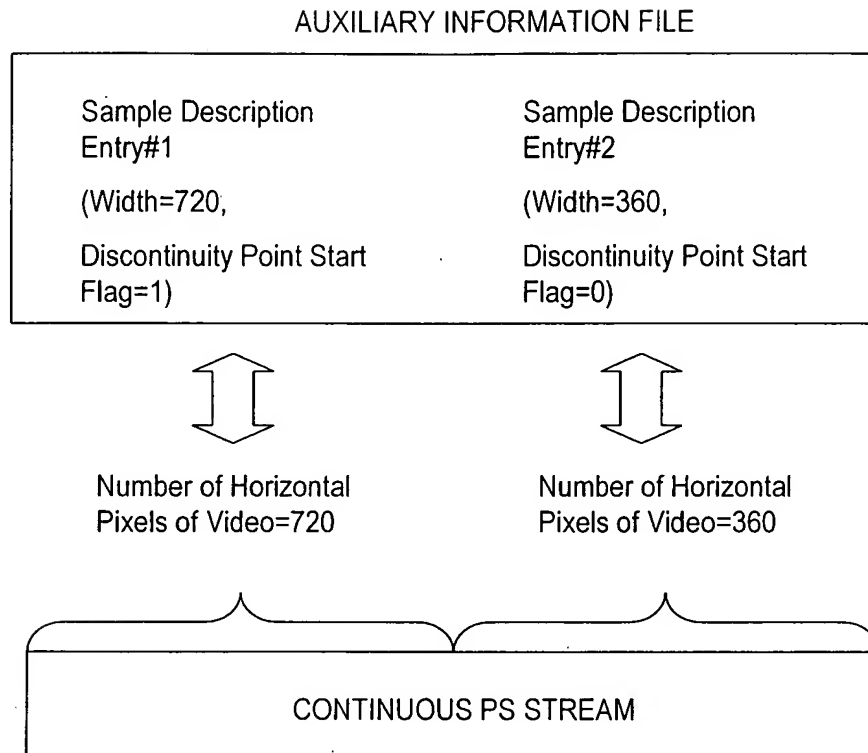 AUXILIARY INFORMATION FILE
Sample Description
Entry#1
(Width=720,
Discontinuity Point Start
Flag=1)
Sample Description
Entry#2
(Width=360,
Discontinuity Point Start
Flag=0)
Number of Horizontal
Pixels of Video=720
Number of Horizontal
Pixels of Video=360
CONTINUOUS PS STREAM